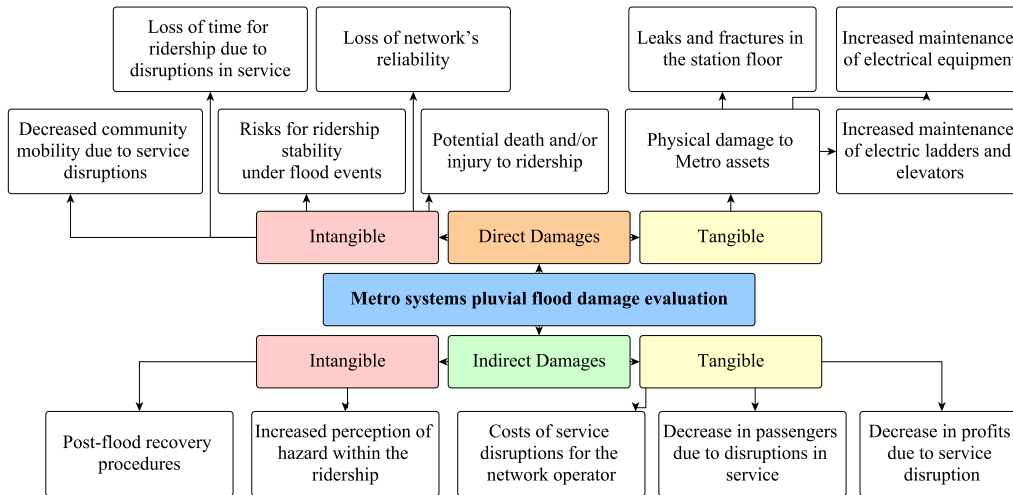 Loss of time for
ridership due to
disruptions in service
Loss of network's
reliability
Leaks and fractures in
the station floor
Increased maintenance
of electrical equipment
Decreased community
mobility due to service
disruptions
Risks for ridership
stability
under flood events
Potential death and/or
injury to ridership
Physical damage to
Metro assets
Increased maintenance
of electric ladders and
elevators
Intangible
Direct Damages
Tangible
Metro systems pluvial flood damage evaluation
Intangible
Indirect Damages
Tangible
Post-flood recovery
procedures
Increased perception of
hazard within the
ridership
Costs of service
disruptions for the
network operator
Decrease in passengers
due to disruptions in
service
Decrease in profits
due to service
disruption